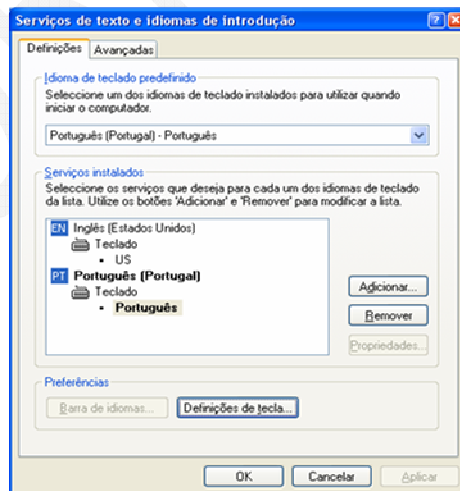 Serviços de texto e idiomas de introdução
Definições Avançadas
Idioma de teclado predefinido
Seleccione um dos idiomas de teclado instalados para utilizar quando
iniciar o computador.
Português (Portugal) - Português
Serviços instalados
Seleccione os serviços que deseja para cada um dos idiomas de teclado
da lista. Utilize os botões 'Adicionar' e 'Remover' para modificar a lista.
EN Inglês (Estados Unidos)
Teclado
• US
PT Português (Portugal)
Teclado
• Português
Adicionar...
Remover
Propriedades...
Preferências
Barra de idiomas... Definições de tecla...
OK Cancelar Aplicar